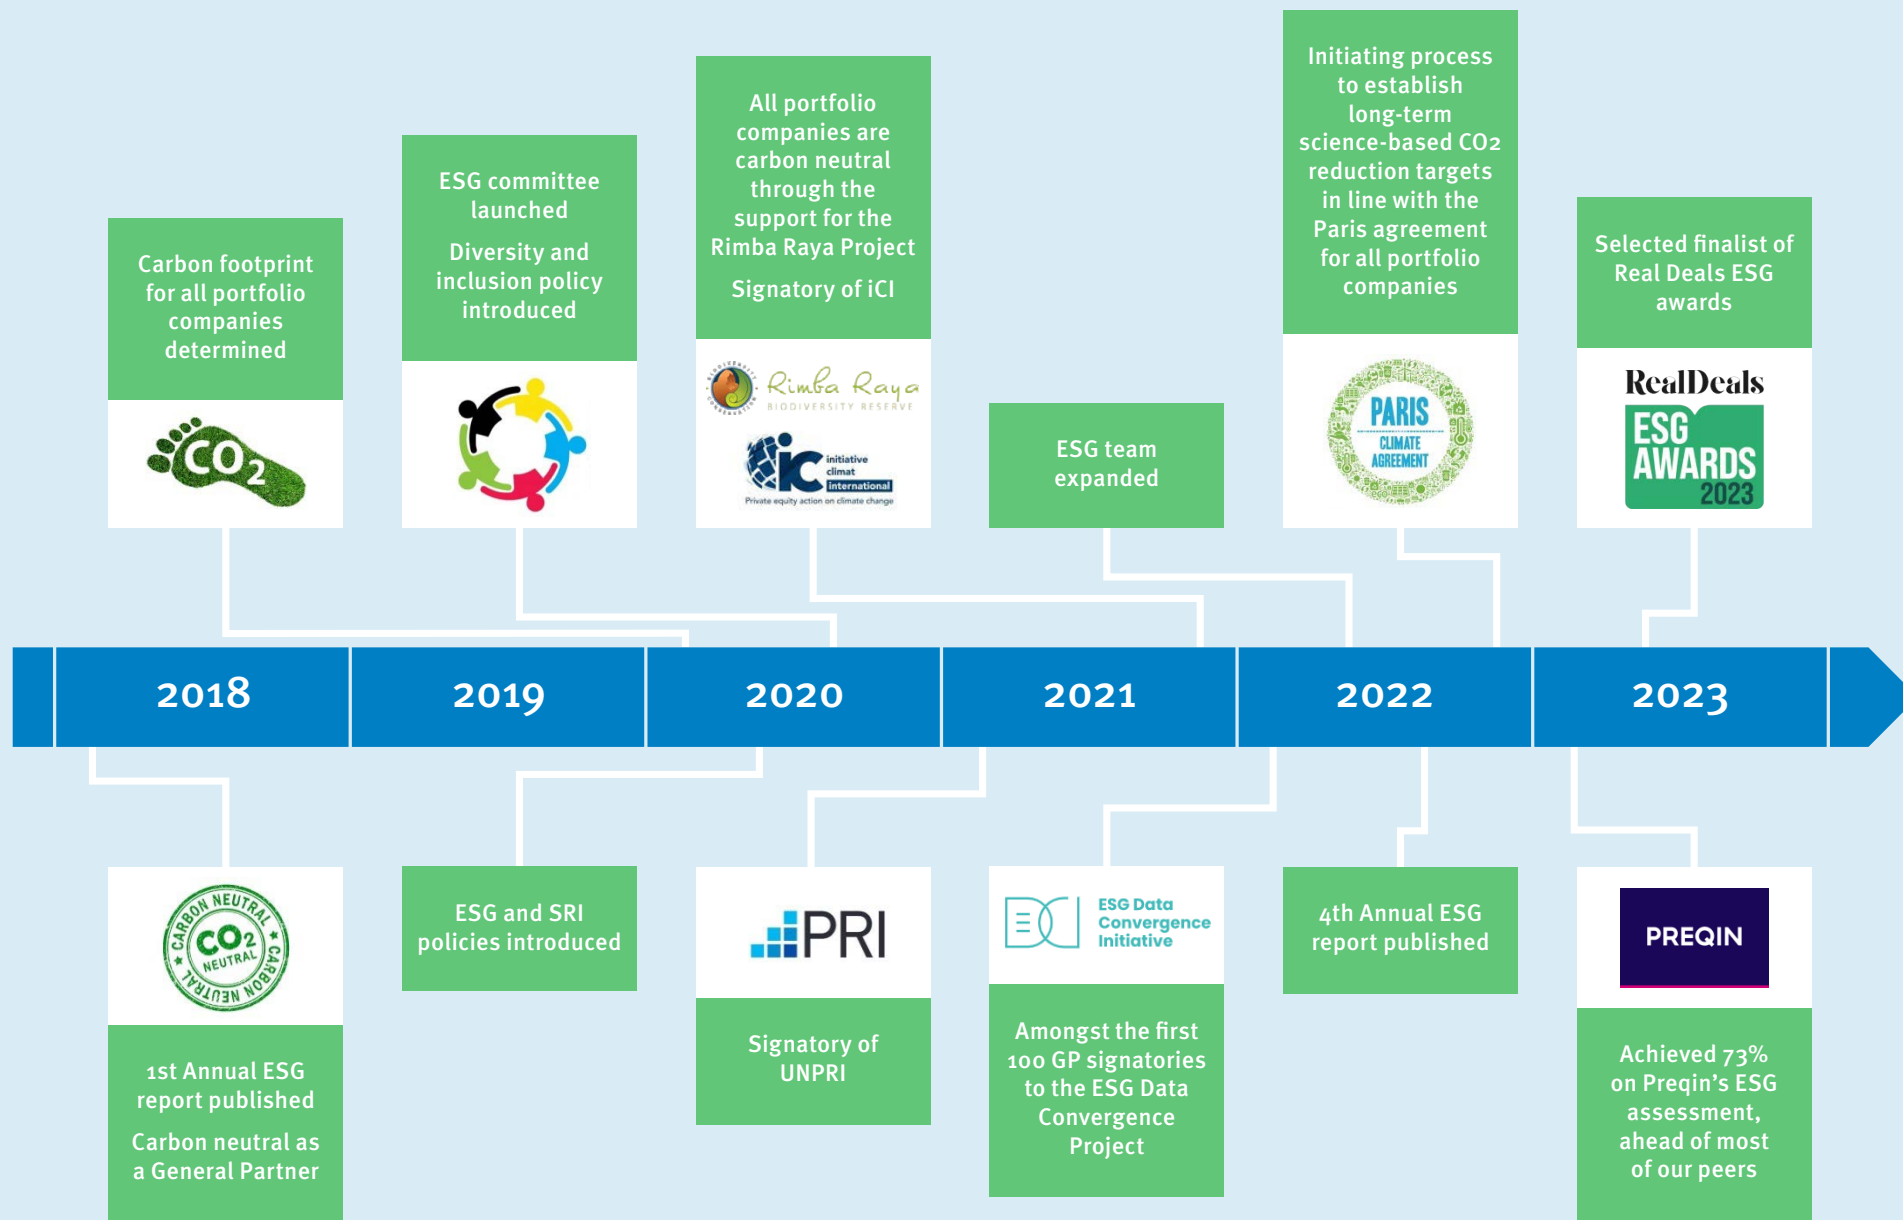 Carbon footprint
for all portfolio
companies
determined
CO2
ESG committee
launched
Diversity and
inclusion policy
introduced
All portfolio
companies are
carbon neutral
through the
support for the
Rimba Raya Project
Signatory of iCI
BIODIVERSITY
Rimba Raya
BIODIVERSITY RESERVE
iC
initiative
climat
international
Private equity action on climate change
ESG team
expanded
Initiating process
to establish
long-term
science-based CO2
reduction targets
in line with the
Paris agreement
for all portfolio
companies
PARIS
CLIMATE
AGREEMENT
Selected finalist of
Real Deals ESG
awards
RealDeals
ESG
AWARDS
2023
2018
2019
2020
2021
2022
2023
CARBON NEUTRAL
CO2
NEUTRAL
CARBON NEUTRAL
1st Annual ESG
report published
Carbon neutral as
a General Partner
ESG and SRI
policies introduced
PRI
Signatory of
UNPRI
ESG Data
Convergence
Initiative
Amongst the first
100 GP signatories
to the ESG Data
Convergence
Project
4th Annual ESG
report published
PREQIN
Achieved 73%
on Preqin’s ESG
assessment,
ahead of most
of our peers